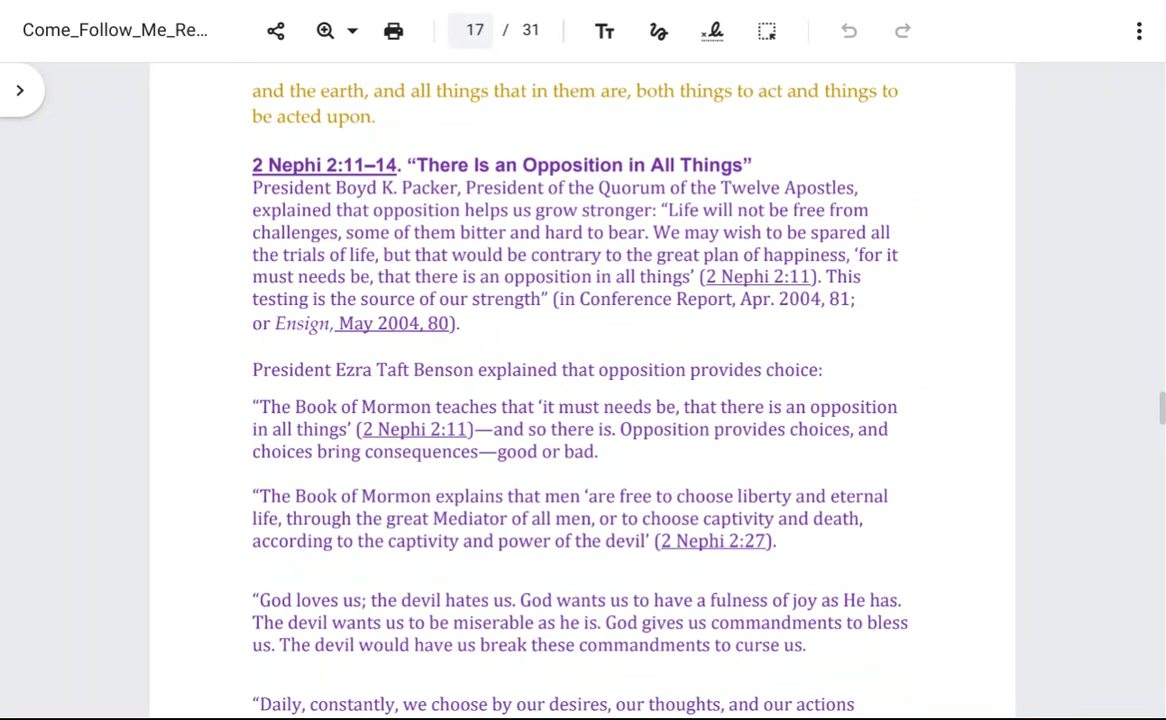 Come_Follow_Me_Re... 17 / 31
and the earth, and all things that in them are, both things to act and things to
be acted upon.
2 Nephi 2:11–14. “There Is an Opposition in All Things”
President Boyd K. Packer, President of the Quorum of the Twelve Apostles,
explained that opposition helps us grow stronger: “Life will not be free from
challenges, some of them bitter and hard to bear. We may wish to be spared all
the trials of life, but that would be contrary to the great plan of happiness, ‘for it
must needs be, that there is an opposition in all things’ (2 Nephi 2:11). This
testing is the source of our strength” (in Conference Report, Apr. 2004, 81;
or Ensign, May 2004, 80).
President Ezra Taft Benson explained that opposition provides choice:
“The Book of Mormon teaches that ‘it must needs be, that there is an opposition
in all things’ (2 Nephi 2:11)—and so there is. Opposition provides choices, and
choices bring consequences—good or bad.
“The Book of Mormon explains that men ‘are free to choose liberty and eternal
life, through the great Mediator of all men, or to choose captivity and death,
according to the captivity and power of the devil’ (2 Nephi 2:27).
“God loves us; the devil hates us. God wants us to have a fulness of joy as He has.
The devil wants us to be miserable as he is. God gives us commandments to bless
us. The devil would have us break these commandments to curse us.
“Daily, constantly, we choose by our desires, our thoughts, and our actions